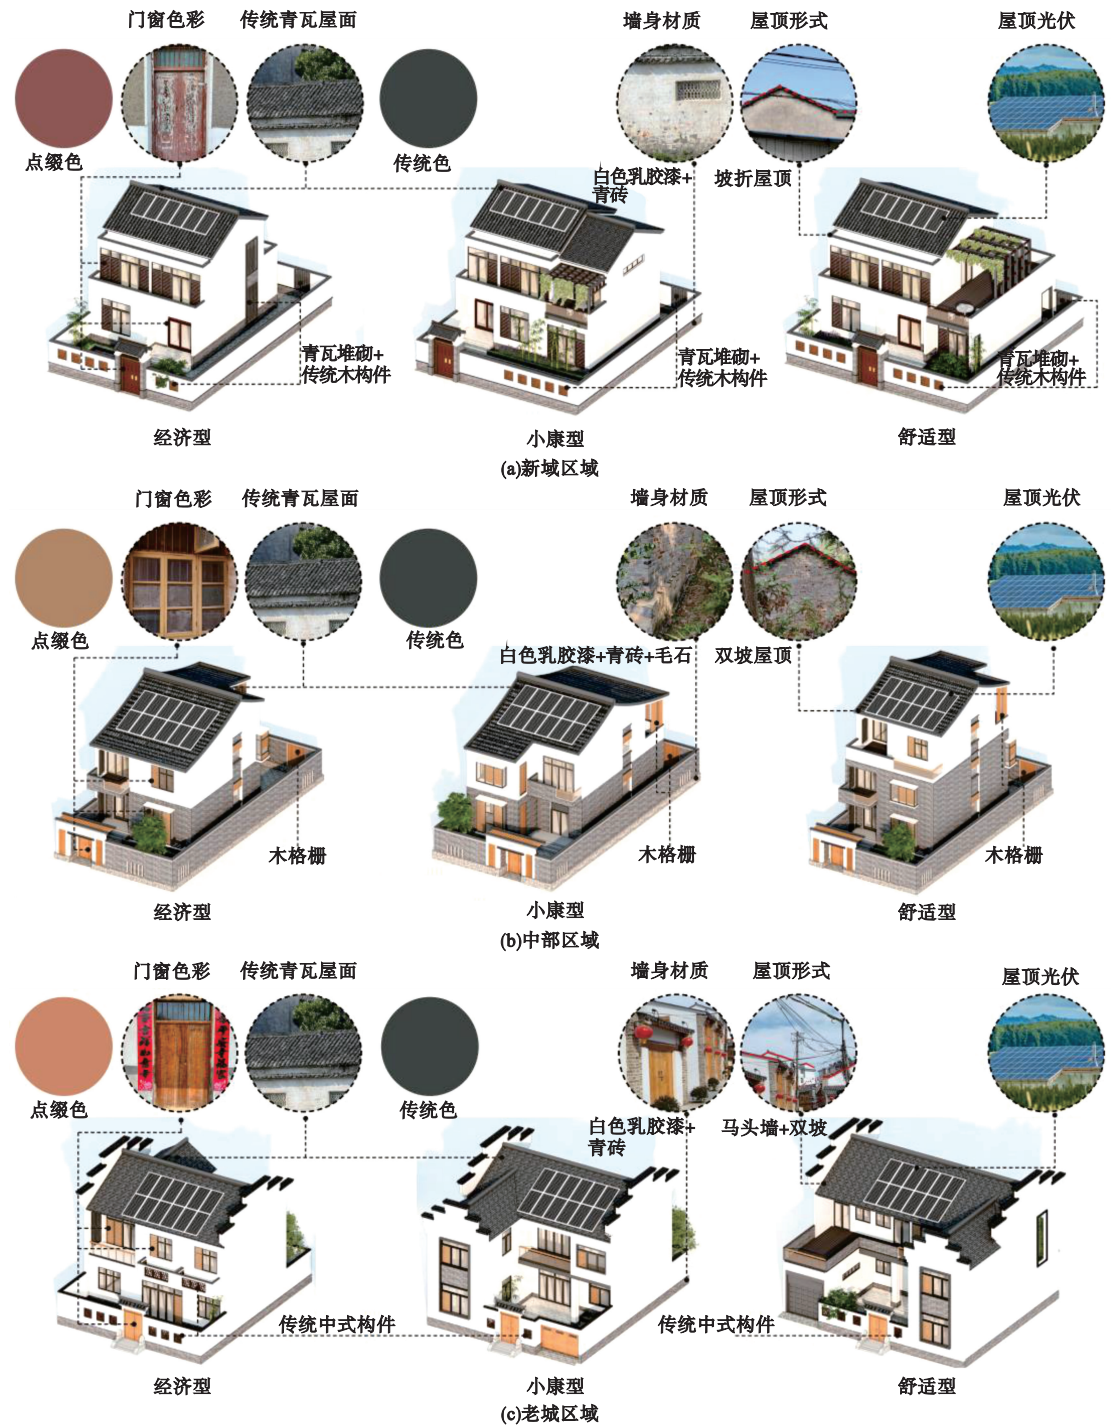 门窗色彩
传统青瓦屋面
墙身材质
屋顶形式
屋顶光伏
点缀色
传统色
白色乳胶漆+
青砖
坡折屋顶
青瓦堆砌+
传统木构件
青瓦堆砌+
传统木构件
青瓦堆砌+
传统木构件
经济型
小康型
舒适型
(a)新城区域
门窗色彩
传统青瓦屋面
墙身材质
屋顶形式
屋顶光伏
点缀色
传统色
白色乳胶漆+青砖+毛石
双坡屋顶
木格栅
木格栅
木格栅
经济型
小康型
舒适型
(b)中部区域
门窗色彩
传统青瓦屋面
墙身材质
屋顶形式
屋顶光伏
点缀色
传统色
白色乳胶漆+
青砖
马头墙+双坡
传统中式构件
传统中式构件
经济型
小康型
舒适型
(c)老城区域